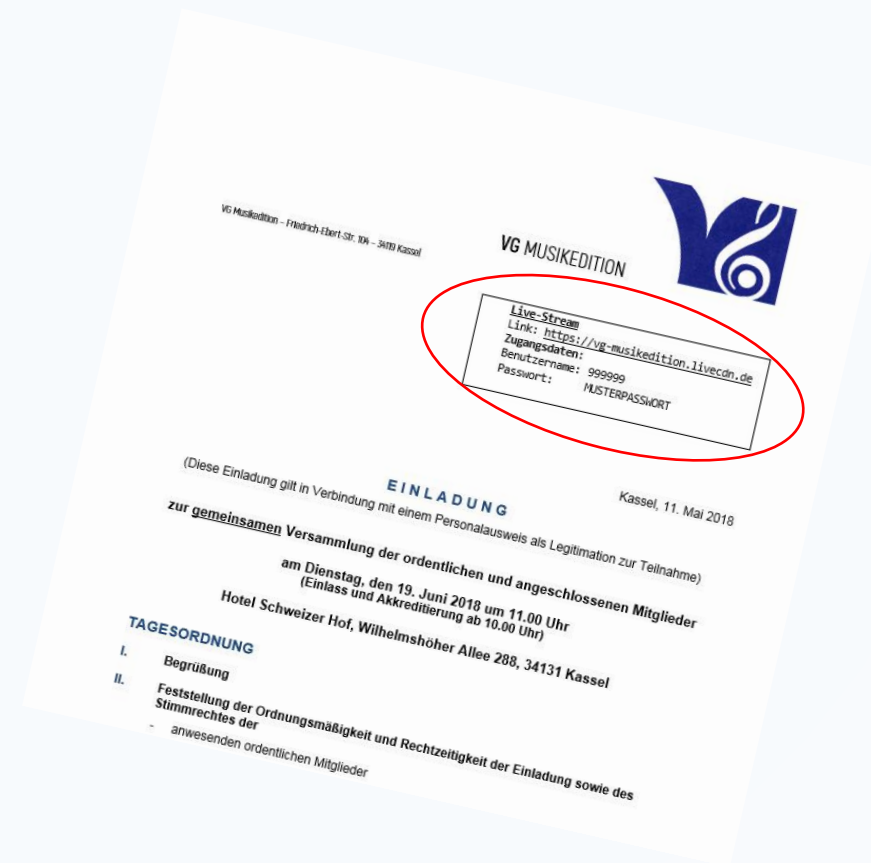 VG Musikedition – Friedrich-Ebert-Str. 104 – 34119 Kassel
VG MUSIKEDITION
Live-Stream
Link: https://vg-musikedition.livecdn.de
Zugangsdaten:
Benutzername: 999999
Passwort: MUSTERPASSWORT
Kassel, 11. Mai 2018
EINLADUNG
(Diese Einladung gilt in Verbindung mit einem Personalausweis als Legitimation zur Teilnahme)
zur gemeinsamen Versammlung der ordentlichen und angeschlossenen Mitglieder
am Dienstag, den 19. Juni 2018 um 11.00 Uhr
(Einlass und Akkreditierung ab 10.00 Uhr)
Hotel Schweizer Hof, Wilhelmshöher Allee 288, 34131 Kassel
TAGESORDNUNG
I. Begrüßung
II. Feststellung der Ordnungsmäßigkeit und Rechtzeitigkeit der Einladung sowie des
Stimmrechtes der
- anwesenden ordentlichen Mitglieder